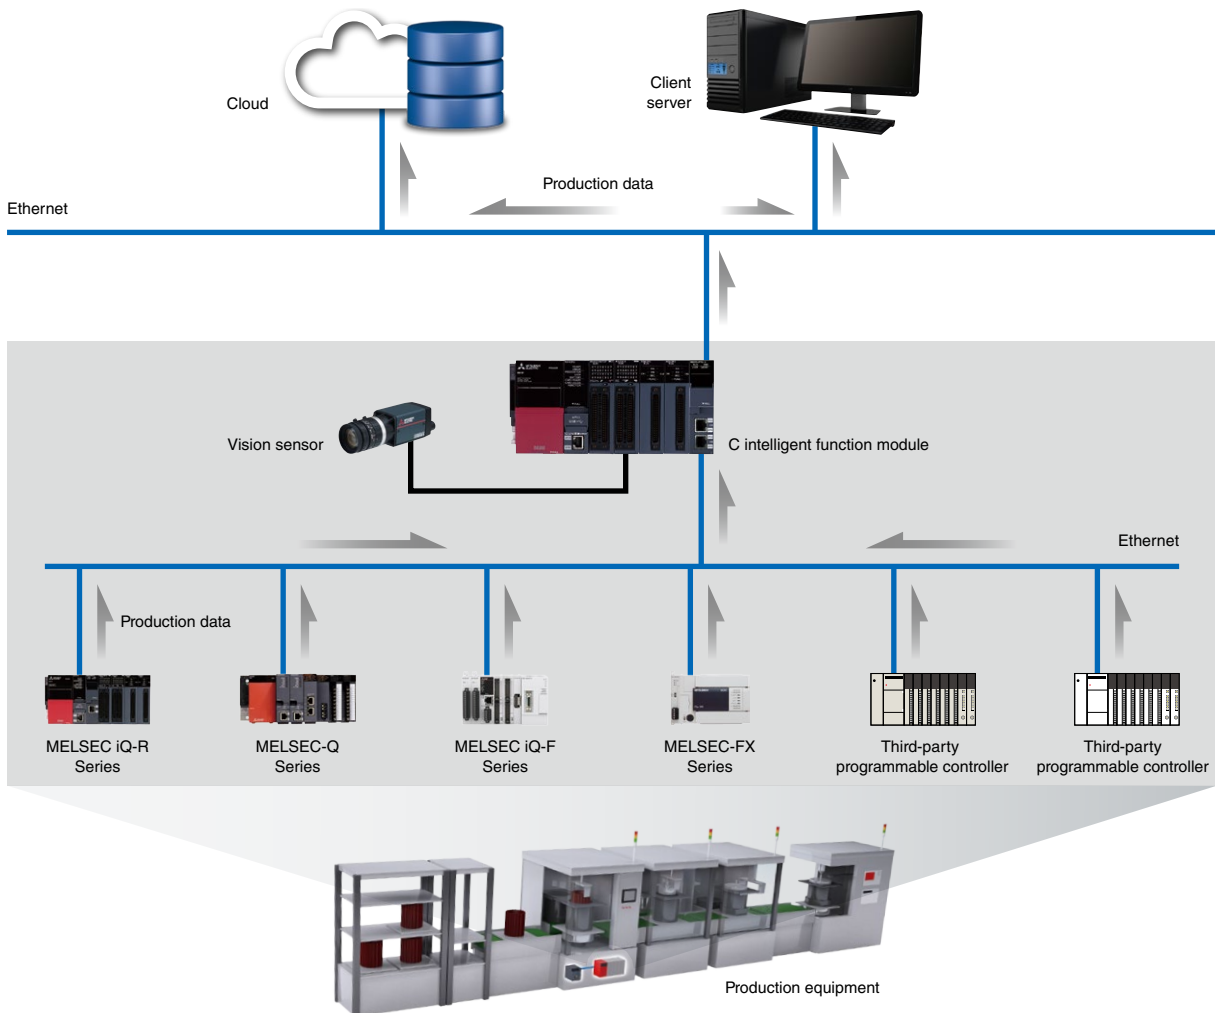 Cloud
Client
server
Production data
Ethernet
Vision sensor
C intelligent function module
Ethernet
Production data
MELSEC iQ-R
Series
MELSEC-Q
Series
MELSEC iQ-F
Series
MELSEC-FX
Series
Third-party
programmable controller
Third-party
programmable controller
Production equipment